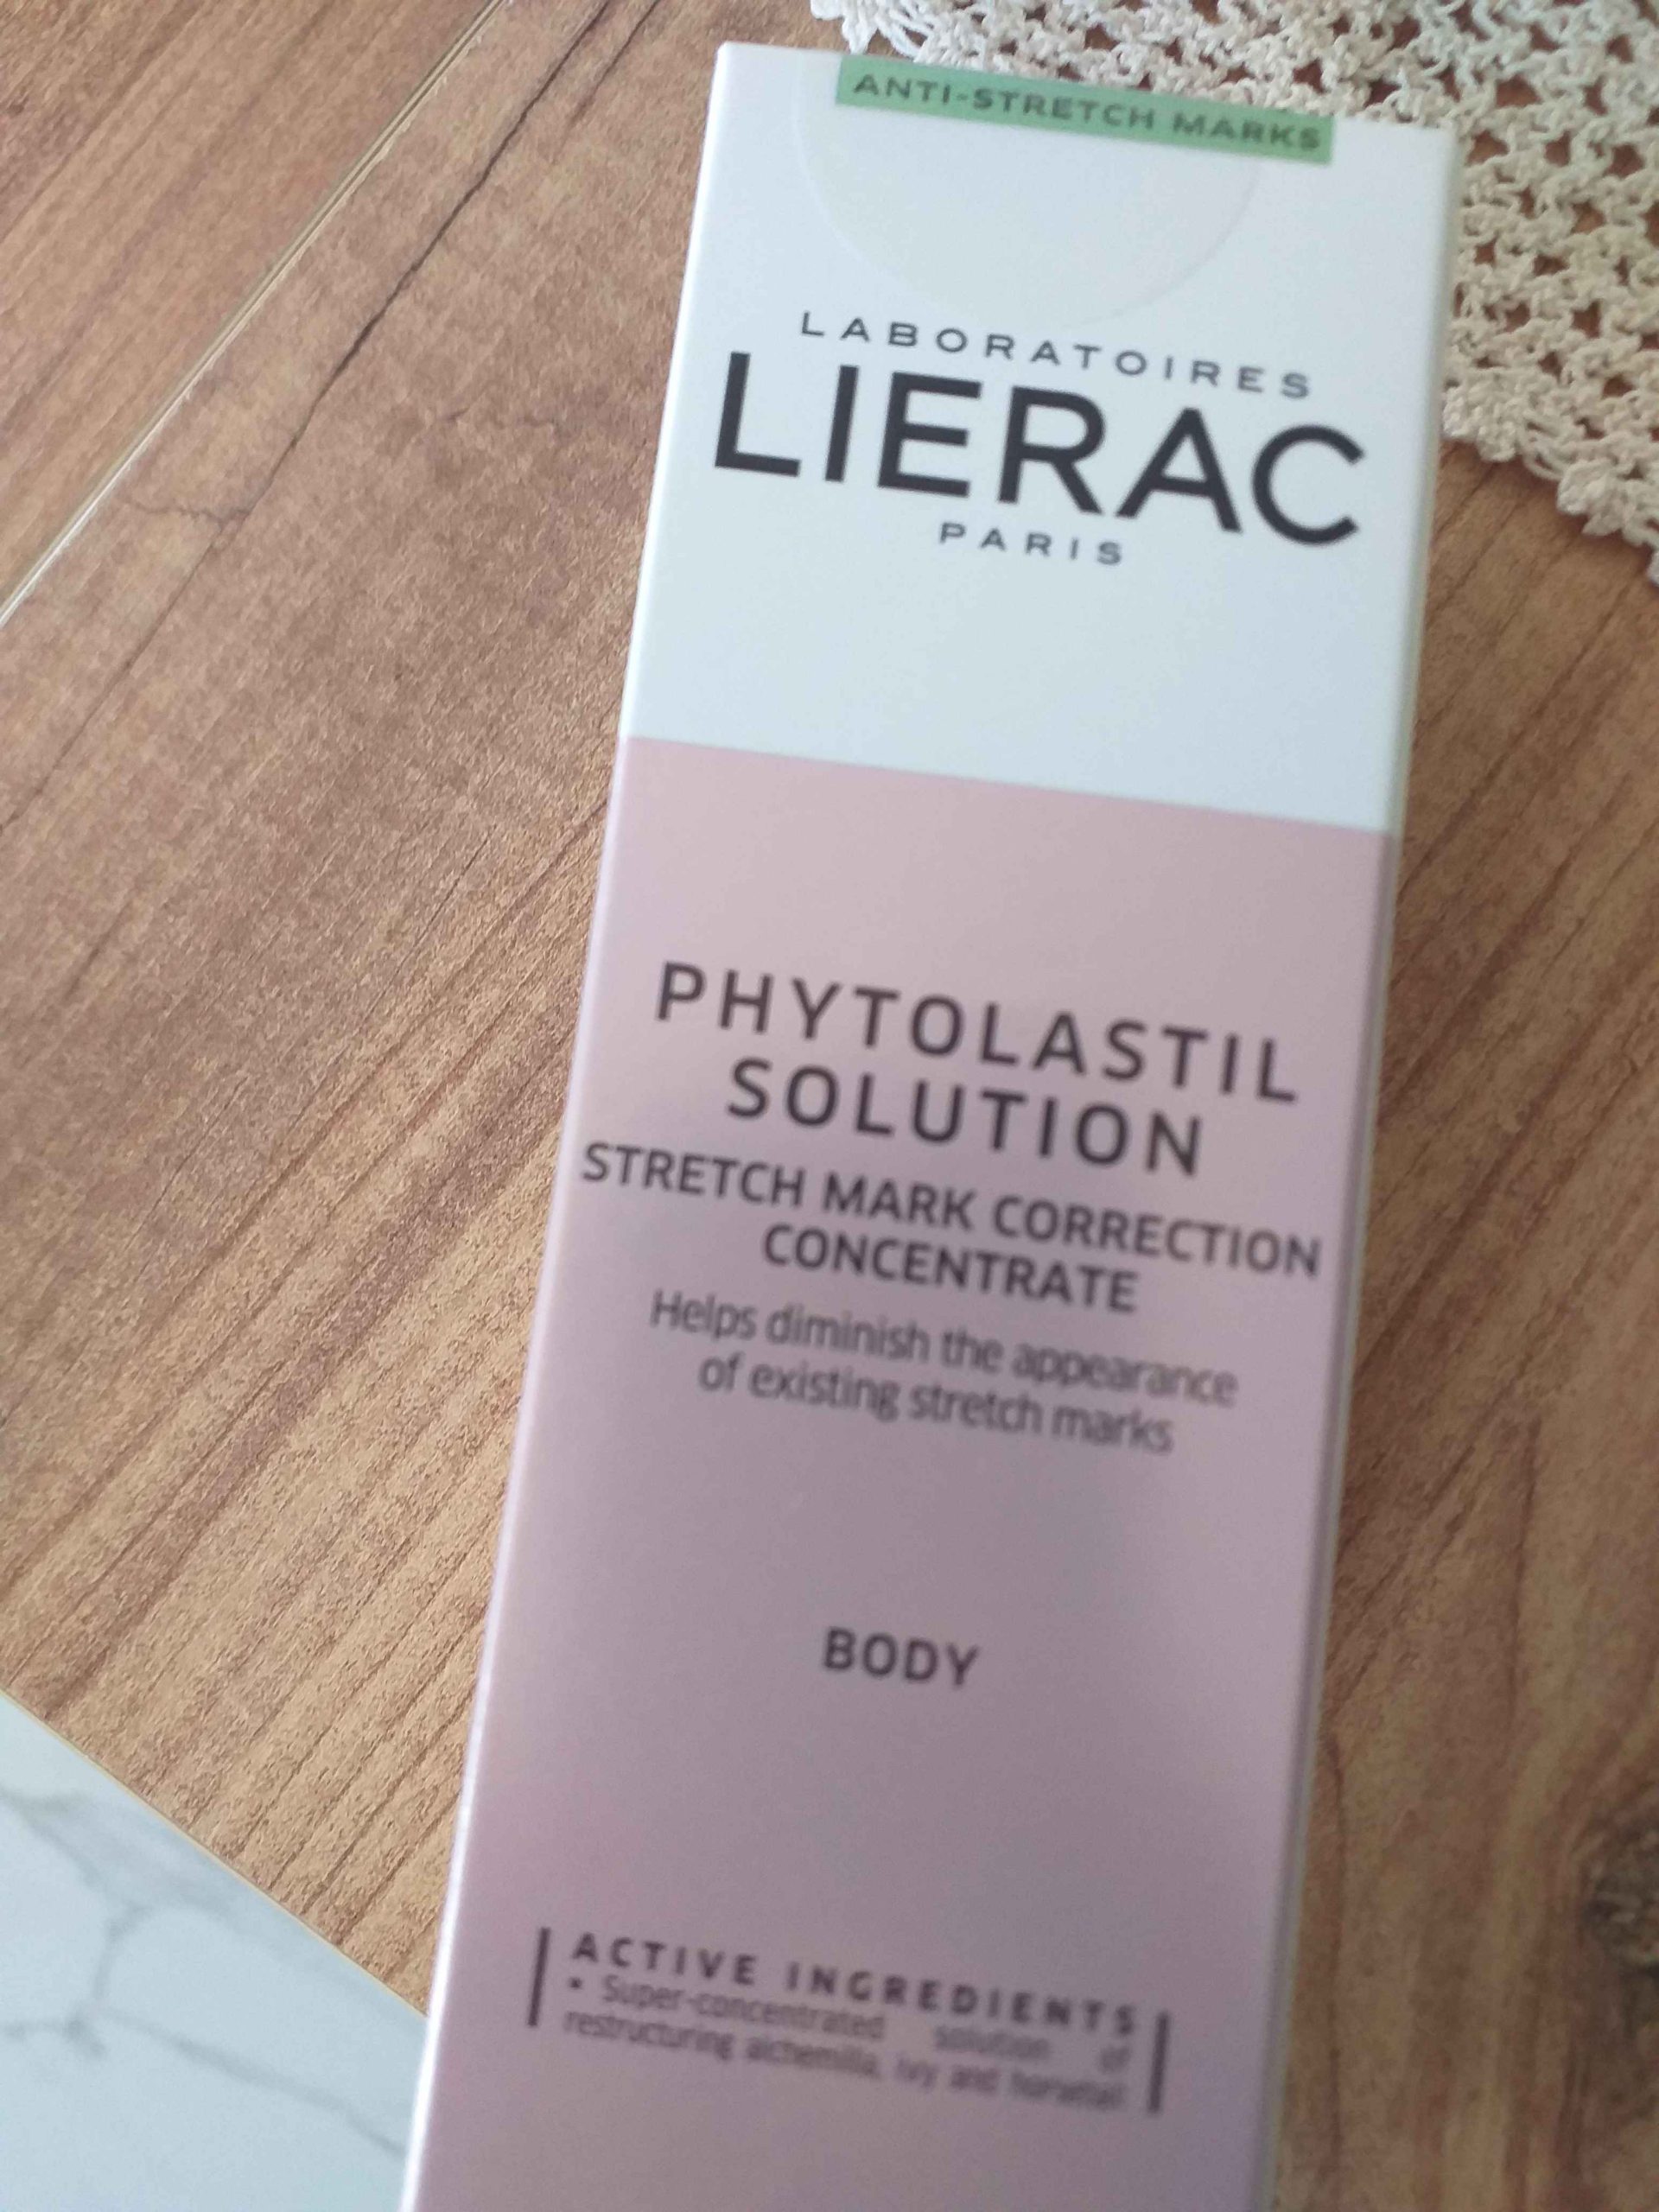 ANTI-STRETCH MARKS
LABORATOIRES
LIERAC
PARIS
PHYTOLASTIL
SOLUTION
STRETCH MARK CORRECTION
CONCENTRATE
Helps diminish the appearance
of existing stretch marks
BODY
ACTIVE INGREDIENTS
• Super-concentrated solution of
restructuring alchemilla, ivy and horsetail